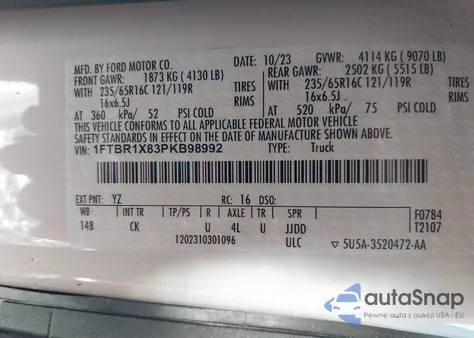 MFD. BY FORD MOTOR CO. 10/23 GVWR: 4114 KG ( 9070 LB)
FRONT GAWR: 1873 KG ( 4130 LB) REAR GAWR: 2502 KG ( 5515 LB)
WITH 235/65R16C 121/119R TIRES WITH 235/65R16C 121/119R TIRES
16x6.5J RIMS 16x6.5J RIMS
AT 360 kPa/ 52 PSI COLD AT 520 kPa/ 75 PSI COLD
THIS VEHICLE CONFORMS TO ALL APPLICABLE FEDERAL MOTOR VEHICLE
SAFETY STANDARDS IN EFFECT ON THE DATE OF MANUFACTURE SHOWN ABOVE.
VIN: 1FTBR1X83PKB98992 TYPE: Truck
EXT PNT: YZ RC: 16 DSO:
WB INT TR TP/PS R AXLE TR SPR F0784
148 CK U 4L U JJDD T2107
1202310301096 ULC ▽ 5U5A-3520472-AA
autoSnap
Pewne auta z USA - EU